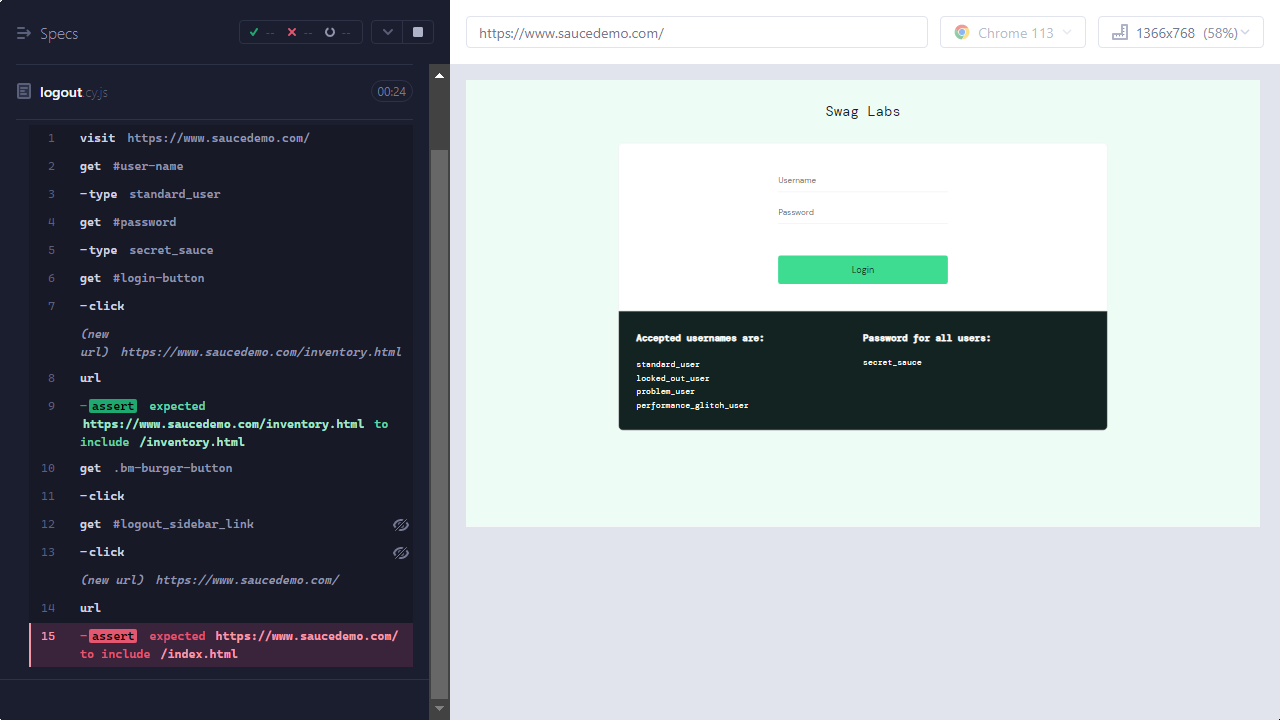 Specs
-- -- --
logout.cy.js
00:24
1 visit https://www.saucedemo.com/
2 get #user-name
3 -type standard_user
4 get #password
5 -type secret_sauce
6 get #login-button
7 -click
(new
url) https://www.saucedemo.com/inventory.html
8 url
9 -assert expected
https://www.saucedemo.com/inventory.html to
include /inventory.html
10 get .bm-burger-button
11 -click
12 get #logout_sidebar_link
13 -click
(new url) https://www.saucedemo.com/
14 url
15 -assert expected https://www.saucedemo.com/
to include /index.html
https://www.saucedemo.com/
Chrome 113
1366x768 (58%)
Swag Labs
Username
Password
Login
Accepted usernames are:
standard_user
locked_out_user
problem_user
performance_glitch_user
Password for all users:
secret_sauce